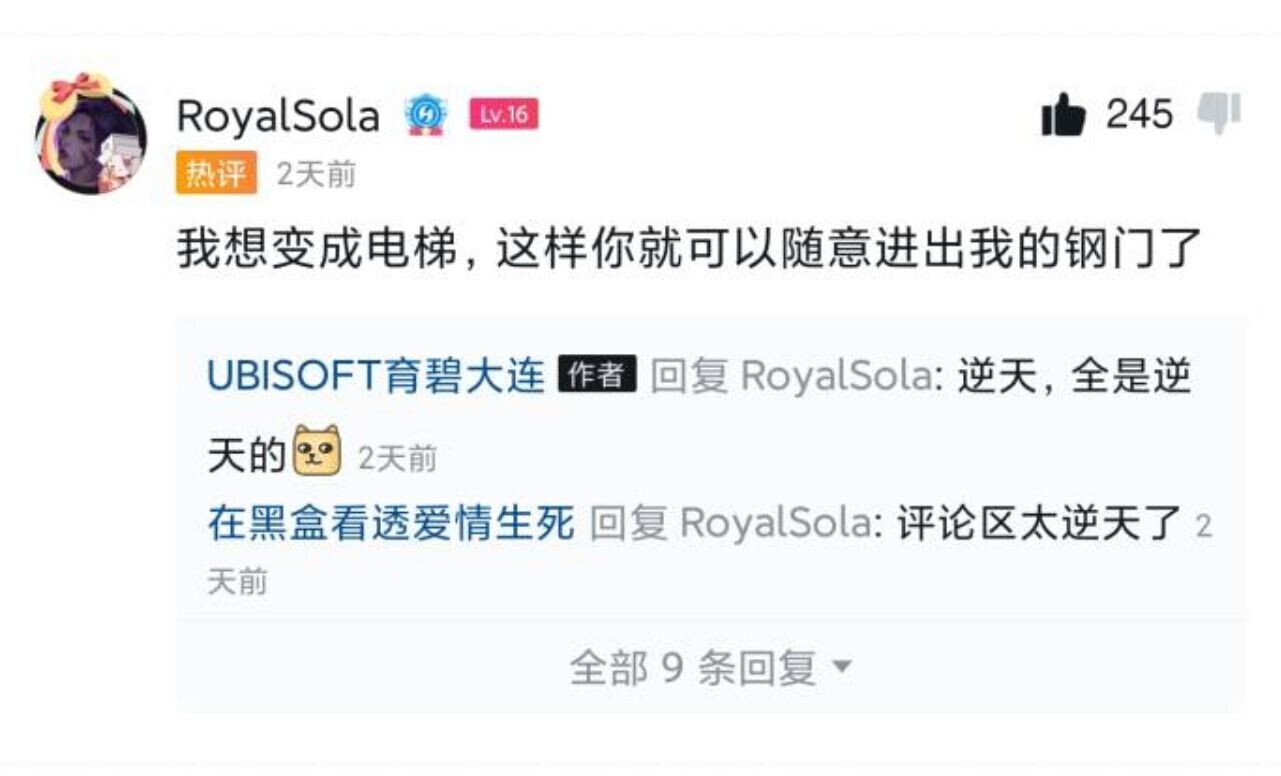 RoyalSola Lv.16 245
热评 2天前
我想变成电梯，这样你就可以随意进出我的钢门了
UBISOFT育碧大连 作者 回复 RoyalSola: 逆天，全是逆
天的 2天前
在黑盒看透爱情生死 回复 RoyalSola: 评论区太逆天了 2
天前
全部 9 条回复